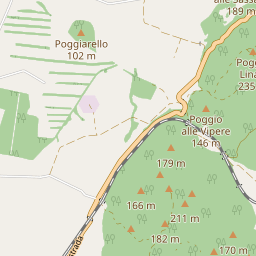 alle Sassa
189 m
Poggiarello
102 m
Pogg
Lina
235
Poggio
alle Vipere
146 m
179 m
166 m
211 m
182 m
170 m
strada